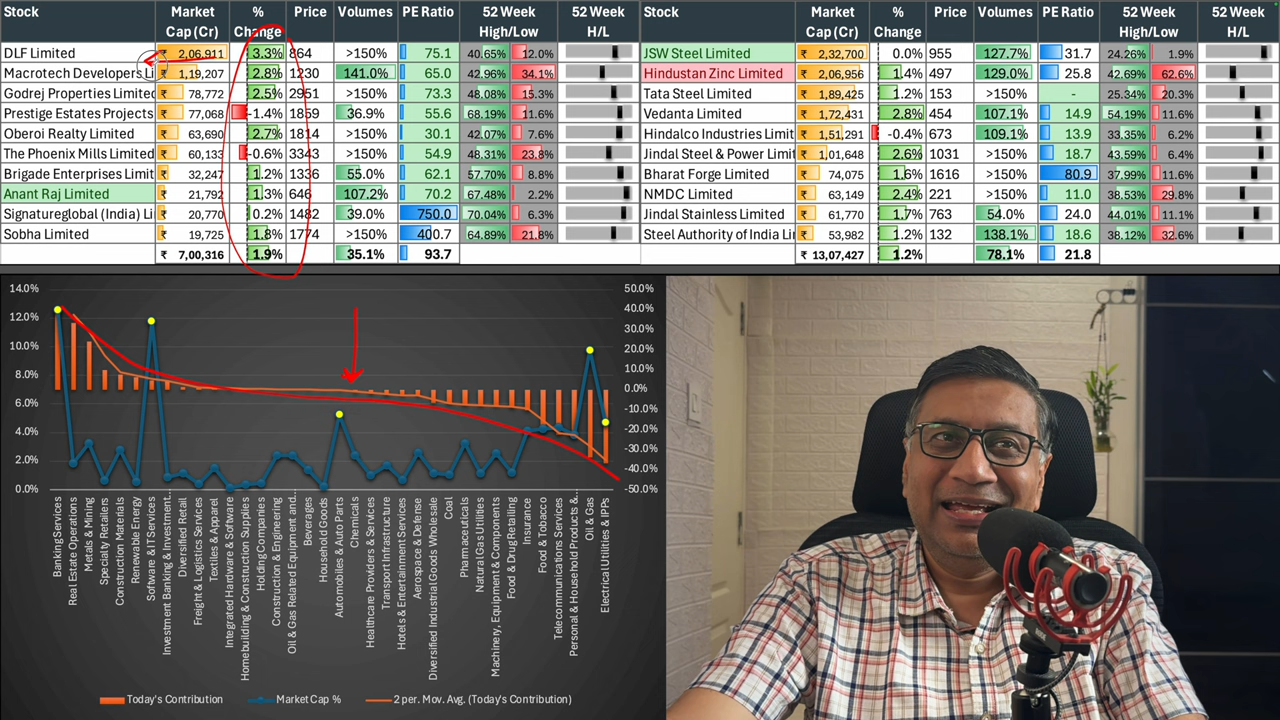 Stock Market Cap (Cr) % Change Price Volumes PE Ratio 52 Week High/Low 52 Week H/L
DLF Limited ₹ 2,06,911 3.3% 864 >150% 75.1 40.65% 12.0%
Macrotech Developers Li ₹ 1,19,207 2.8% 1230 141.0% 65.0 42.96% 34.1%
Godrej Properties Limited ₹ 78,772 2.5% 2951 >150% 73.3 48.08% 15.3%
Prestige Estates Projects ₹ 77,068 -1.4% 1859 36.9% 55.6 68.19% 11.6%
Oberoi Realty Limited ₹ 63,690 2.7% 1814 >150% 30.1 42.07% 7.6%
The Phoenix Mills Limited ₹ 60,133 -0.6% 3343 >150% 54.9 48.31% 23.8%
Brigade Enterprises Limit ₹ 32,247 1.2% 1336 55.0% 62.1 57.70% 8.8%
Anant Raj Limited ₹ 21,792 1.3% 646 107.2% 70.2 67.48% 2.2%
Signatureglobal (India) Li ₹ 20,770 0.2% 1482 39.0% 750.0 70.04% 6.3%
Sobha Limited ₹ 19,725 1.8% 1774 >150% 400.7 64.89% 21.8%
₹ 7,00,316 1.9% 35.1% 93.7
Stock Market Cap (Cr) % Change Price Volumes PE Ratio 52 Week High/Low 52 Week H/L
JSW Steel Limited ₹ 2,32,700 0.0% 955 127.7% 31.7 24.26% 1.9%
Hindustan Zinc Limited ₹ 2,06,956 1.4% 497 129.0% 25.8 42.69% 62.6%
Tata Steel Limited ₹ 1,89,425 1.2% 153 >150% - 25.34% 20.3%
Vedanta Limited ₹ 1,72,431 2.8% 454 107.1% 14.9 54.19% 11.6%
Hindalco Industries Limit ₹ 1,51,291 -0.4% 673 109.1% 13.9 33.35% 6.2%
Jindal Steel & Power Limit ₹ 1,01,648 2.6% 1031 >150% 18.7 43.59% 6.4%
Bharat Forge Limited ₹ 74,075 1.6% 1616 >150% 80.9 37.99% 11.6%
NMDC Limited ₹ 63,149 2.4% 221 >150% 11.0 38.53% 29.8%
Jindal Stainless Limited ₹ 61,770 1.7% 763 54.0% 24.0 44.01% 11.1%
Steel Authority of India Lir ₹ 53,982 1.2% 132 138.1% 18.6 38.12% 32.6%
₹ 13,07,427 1.2% 78.1% 21.8
14.0%
12.0%
10.0%
8.0%
6.0%
4.0%
2.0%
0.0%
50.0%
40.0%
30.0%
20.0%
10.0%
0.0%
-10.0%
-20.0%
-30.0%
-40.0%
-50.0%
Banking Services
Real Estate Operations
Metals & Mining
Specialty Retailers
Construction Materials
Renewable Energy
Software & IT Services
Investment Banking & Investment...
Diversified Retail
Freight & Logistics Services
Textiles & Apparel
Integrated Hardware & Software
Homebuilding & Construction Supplies
Holding Companies
Construction & Engineering
Oil & Gas Related Equipment and...
Beverages
Household Goods
Automobiles & Auto Parts
Chemicals
Healthcare Providers & Services
Transport Infrastructure
Hotels & Entertainment Services
Aerospace & Defense
Diversified Industrial Goods Wholesale
Coal
Pharmaceuticals
Natural Gas Utilities
Machinery, Equipment & Components
Food & Drug Retailing
Insurance
Food & Tobacco
Telecommunications Services
Personal & Household Products &..
Oil & Gas
Electrical Utilities & IPPs
Today's Contribution Market Cap % 2 per. Mov. Avg. (Today's Contribution)